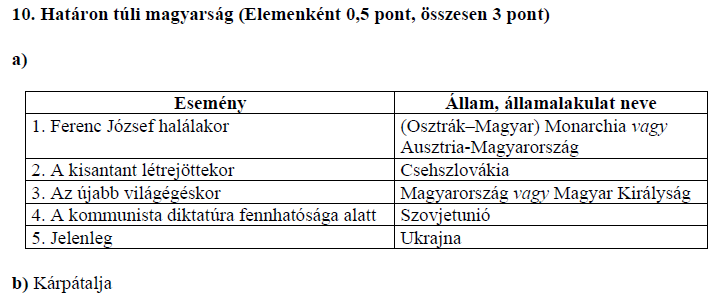 10. Határon túli magyarság (Elemenként 0,5 pont, összesen 3 pont)
a)
Esemény Állam, államalakulat neve
1. Ferenc József halálakor (Osztrák–Magyar) Monarchia vagy
Ausztria-Magyarország
2. A kisantant létrejöttekor Csehszlovákia
3. Az újabb világégéskor Magyarország vagy Magyar Királyság
4. A kommunista diktatúra fennhatósága alatt Szovjetunió
5. Jelenleg Ukrajna
b) Kárpátalja